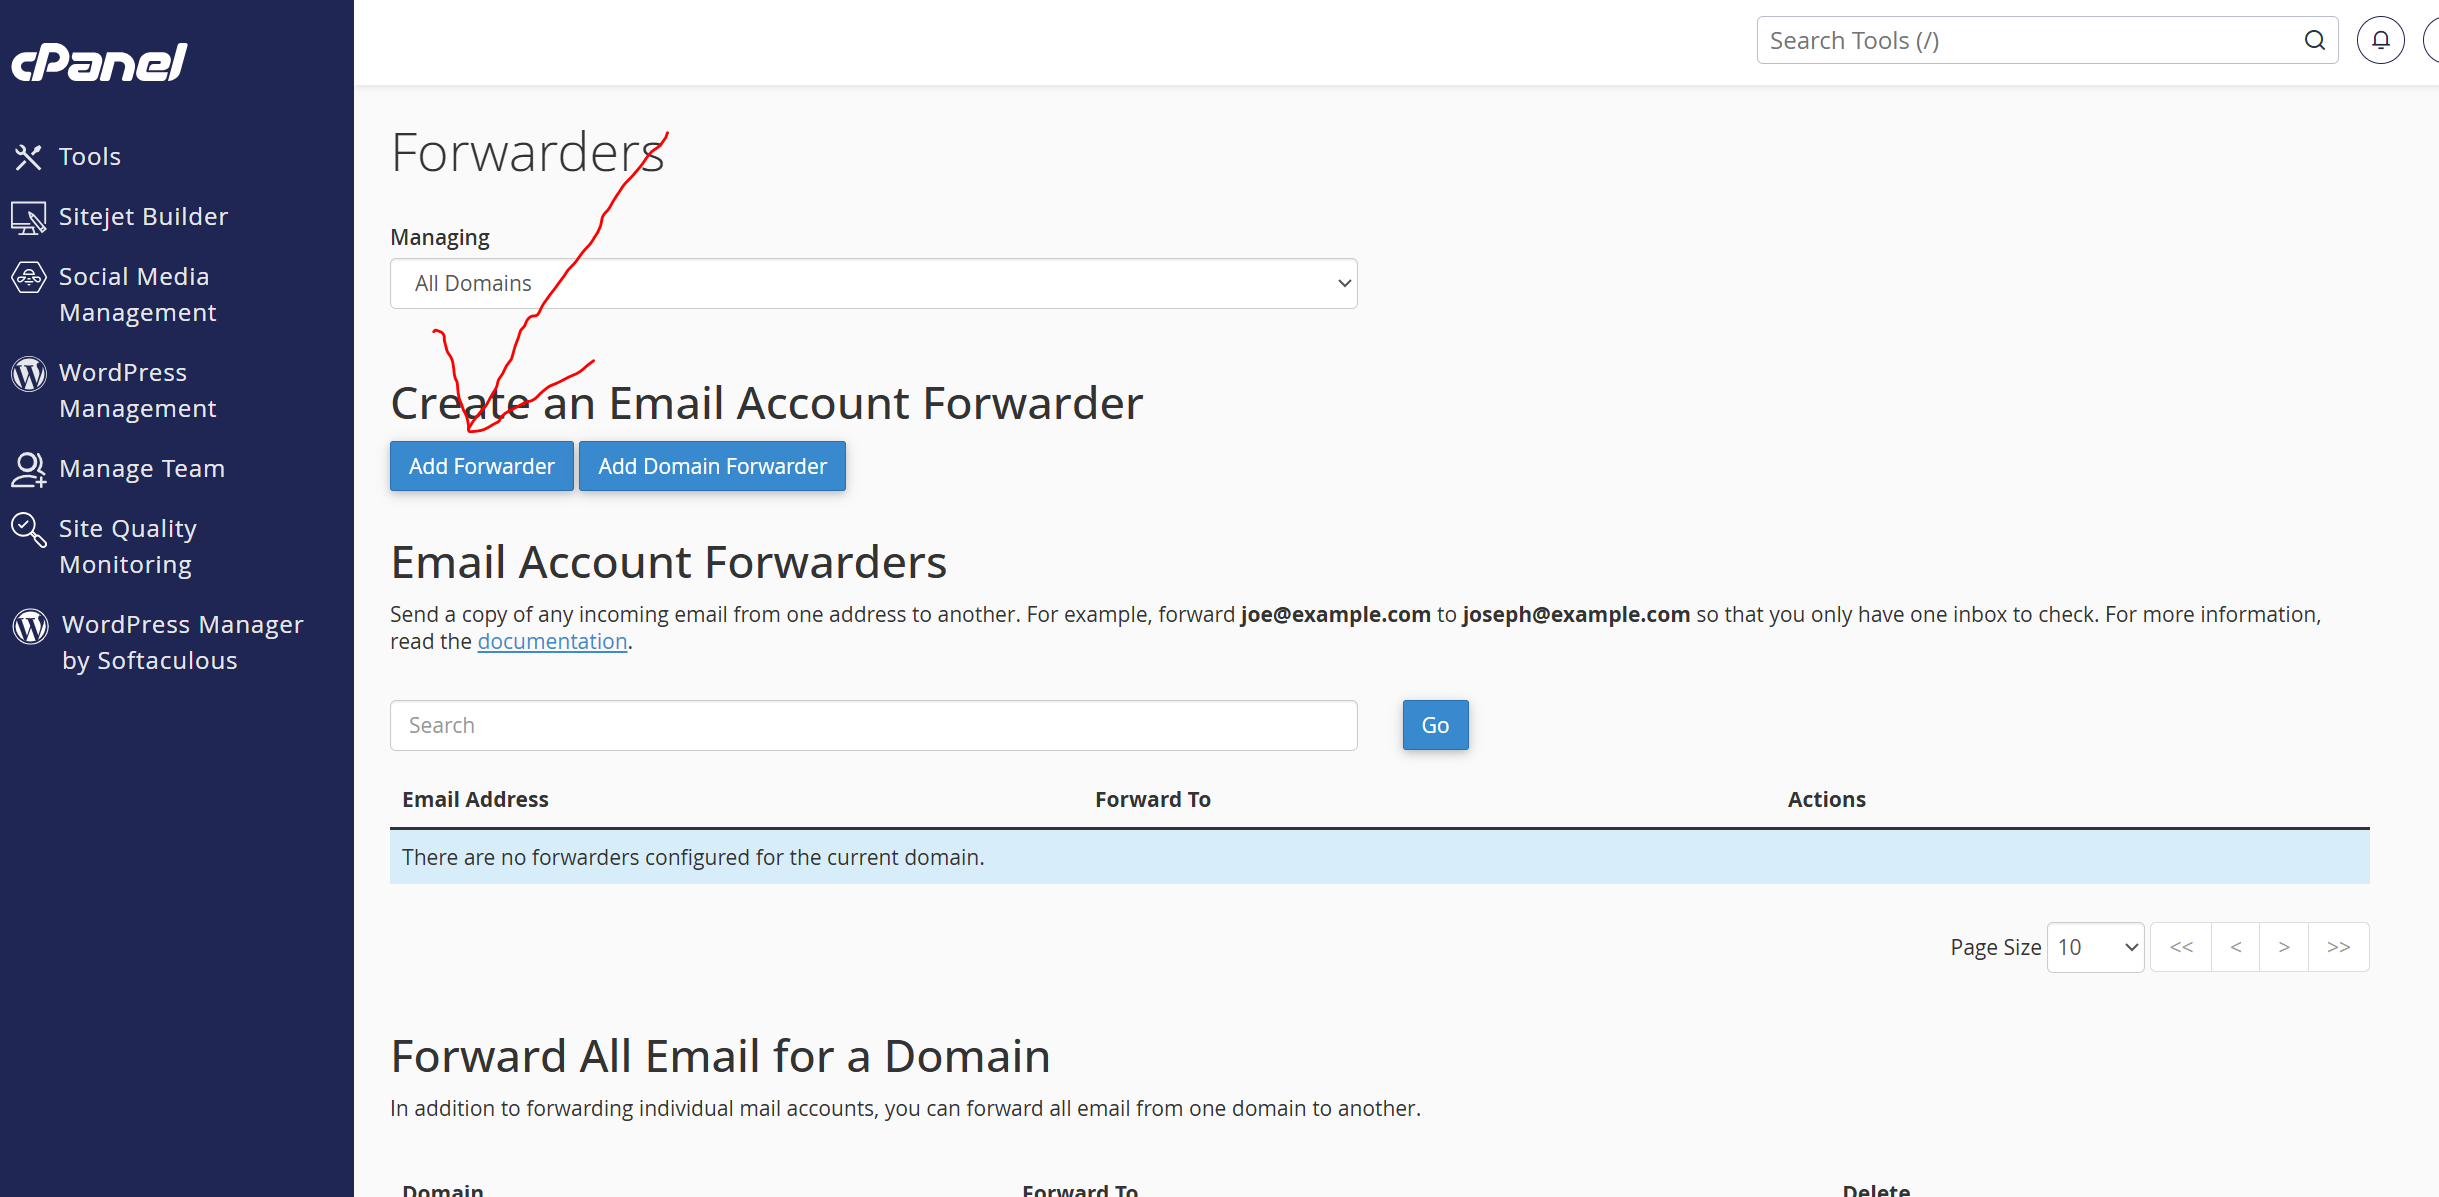 cPanel
Search Tools (/)
Tools
Sitejet Builder
Social Media
Management
WordPress
Management
Manage Team
Site Quality
Monitoring
WordPress Manager
by Softaculous
Forwarders
Managing
All Domains
Create an Email Account Forwarder
Add Forwarder
Add Domain Forwarder
Email Account Forwarders
Send a copy of any incoming email from one address to another. For example, forward joe@example.com to joseph@example.com so that you only have one inbox to check. For more information,
read the documentation.
Search
Go
Email Address
Forward To
Actions
There are no forwarders configured for the current domain.
Page Size
10
<<
<
>
>>
Forward All Email for a Domain
In addition to forwarding individual mail accounts, you can forward all email from one domain to another.
Domain
Forward To
Delete